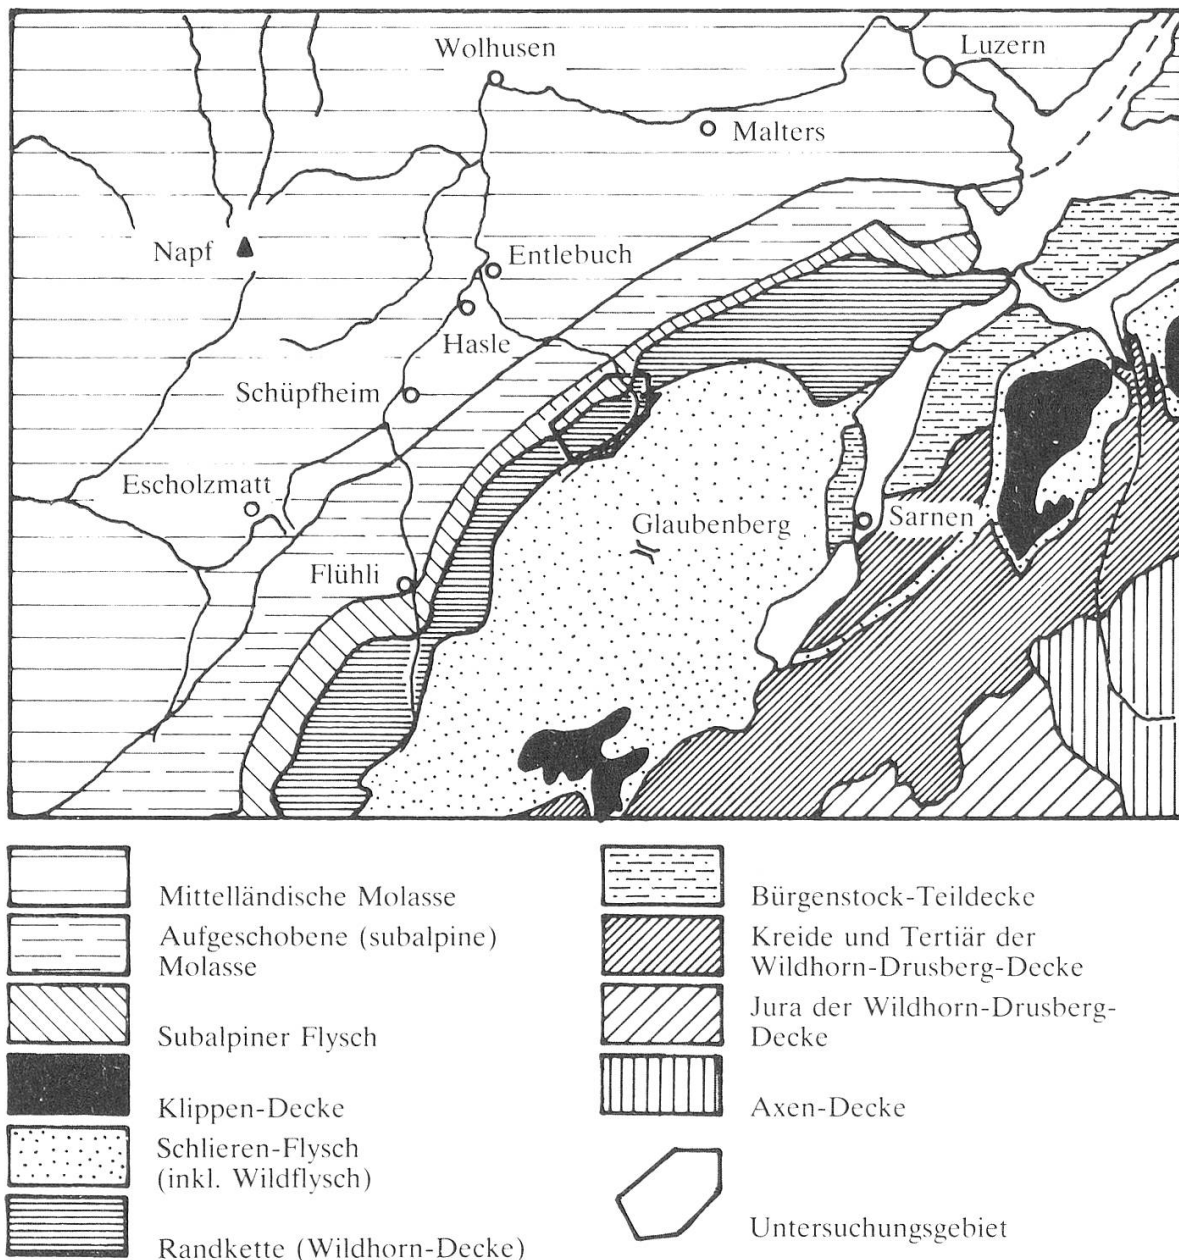 Wolhusen
Luzern
Malters
Napf
Entlebuch
Hasle
Schüpfheim
Escholzmatt
Glaubenberg
Sarnen
Flühli
Mittelländische Molasse
Aufgeschobene (subalpine)
Molasse
Subalpiner Flysch
Klippen-Decke
Schlieren-Flysch
(inkl. Wildflysch)
Randkette (Wildhorn-Decke)
Bürgenstock-Teildecke
Kreide und Tertiär der
Wildhorn-Drusberg-Decke
Jura der Wildhorn-Drusberg-
Decke
Axen-Decke
Untersuchungsgebiet